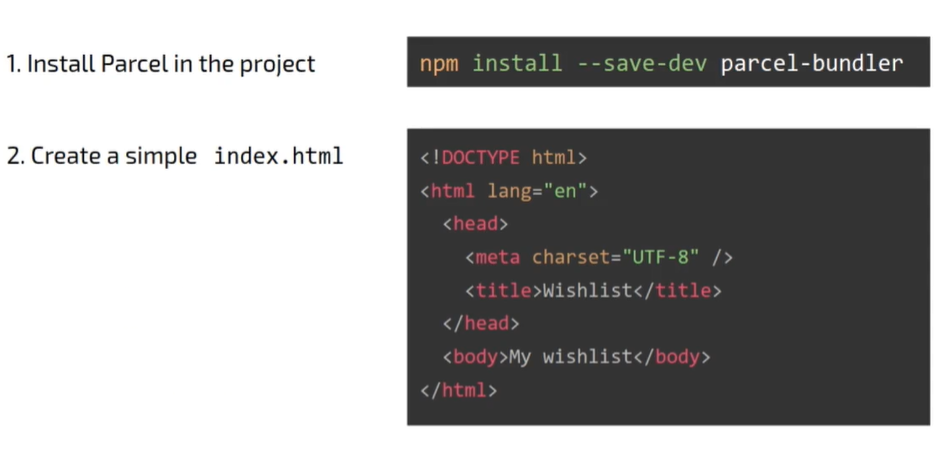 1. Install Parcel in the project
npm install --save-dev parcel-bundler
2. Create a simple index.html
<!DOCTYPE html>
<html lang="en">
<head>
<meta charset="UTF-8" />
<title>Wishlist</title>
</head>
<body>My wishlist</body>
</html>